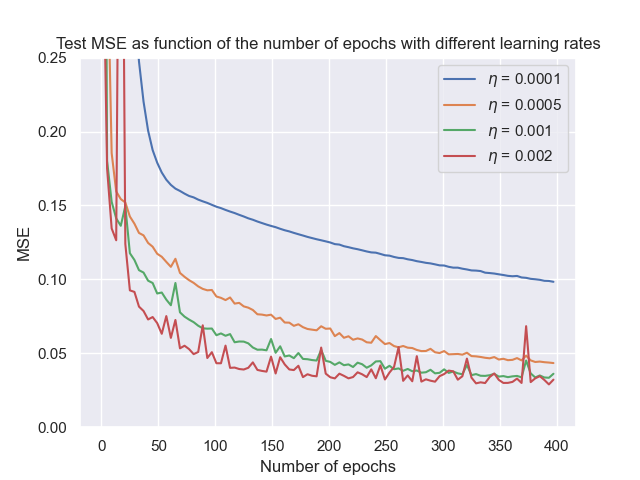 Test MSE as function of the number of epochs with different learning rates
η = 0.0001
η = 0.0005
η = 0.001
η = 0.002
0.25
0.20
0.15
0.10
0.05
0.00
MSE
0 50 100 150 200 250 300 350 400
Number of epochs